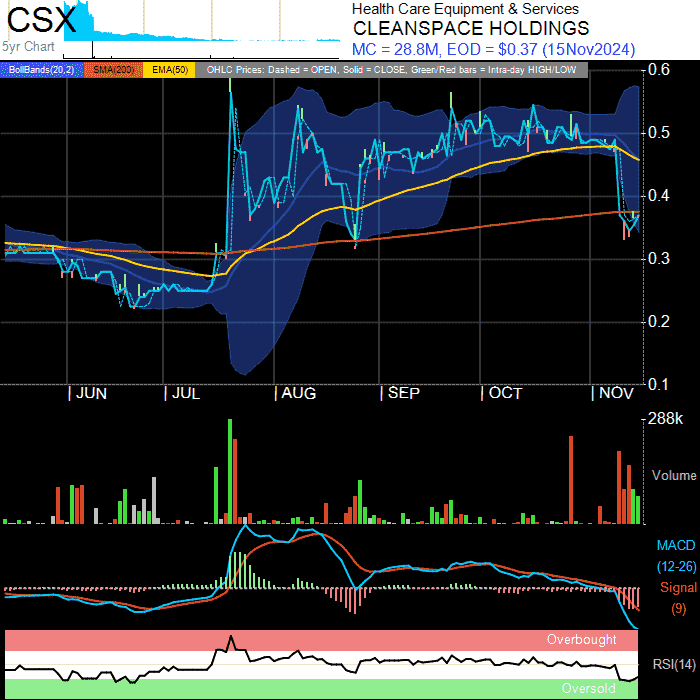 CSX
5yr Chart
Health Care Equipment & Services
CLEANSPACE HOLDINGS
MC = 28.8M, EOD = $0.37 (15Nov2024)
BollBands(20,2) SMA(200) EMA(50) OHLC Prices: Dashed = OPEN, Solid = CLOSE, Green/Red bars = Intra-day HIGH/LOW
0.6
0.5
0.4
0.3
0.2
0.1
| JUN | JUL | AUG | SEP | OCT | NOV
288k
Volume
MACD
(12-26)
Signal
(9)
Overbought
RSI(14)
Oversold